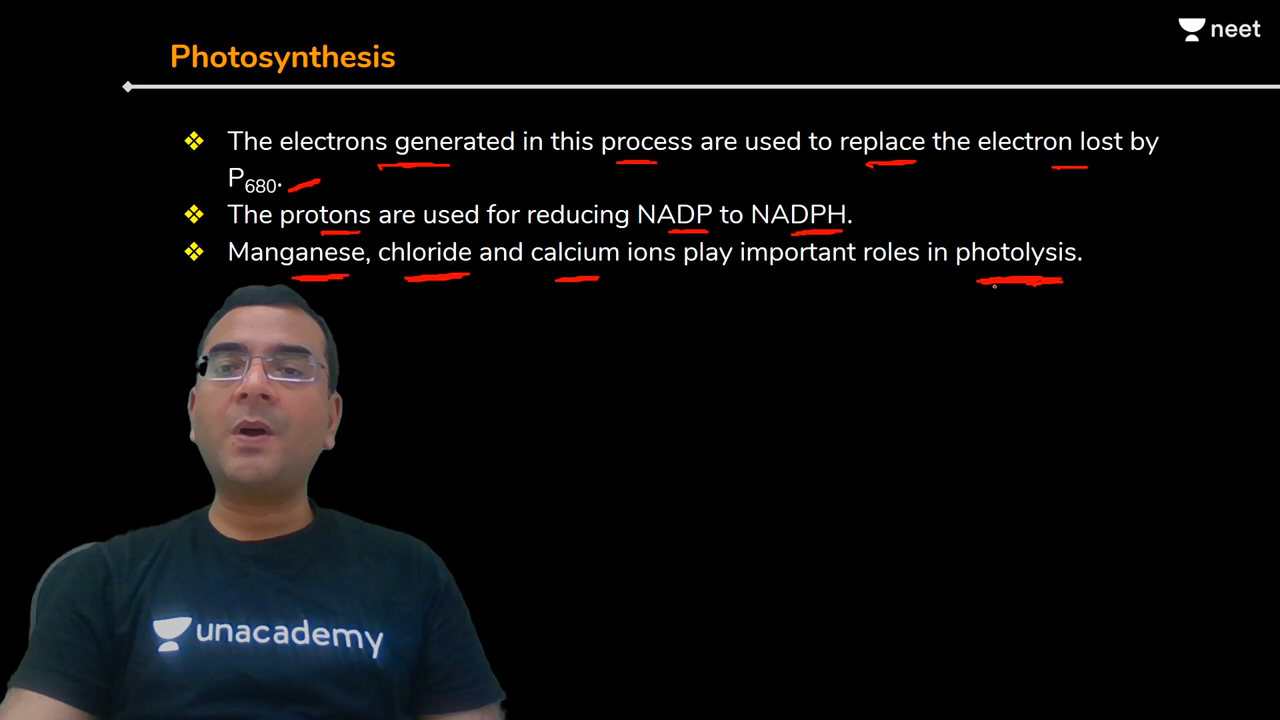 neet
Photosynthesis
❖ The electrons generated in this process are used to replace the electron lost by
P680.
❖ The protons are used for reducing NADP to NADPH.
❖ Manganese, chloride and calcium ions play important roles in photolysis.
unacademy